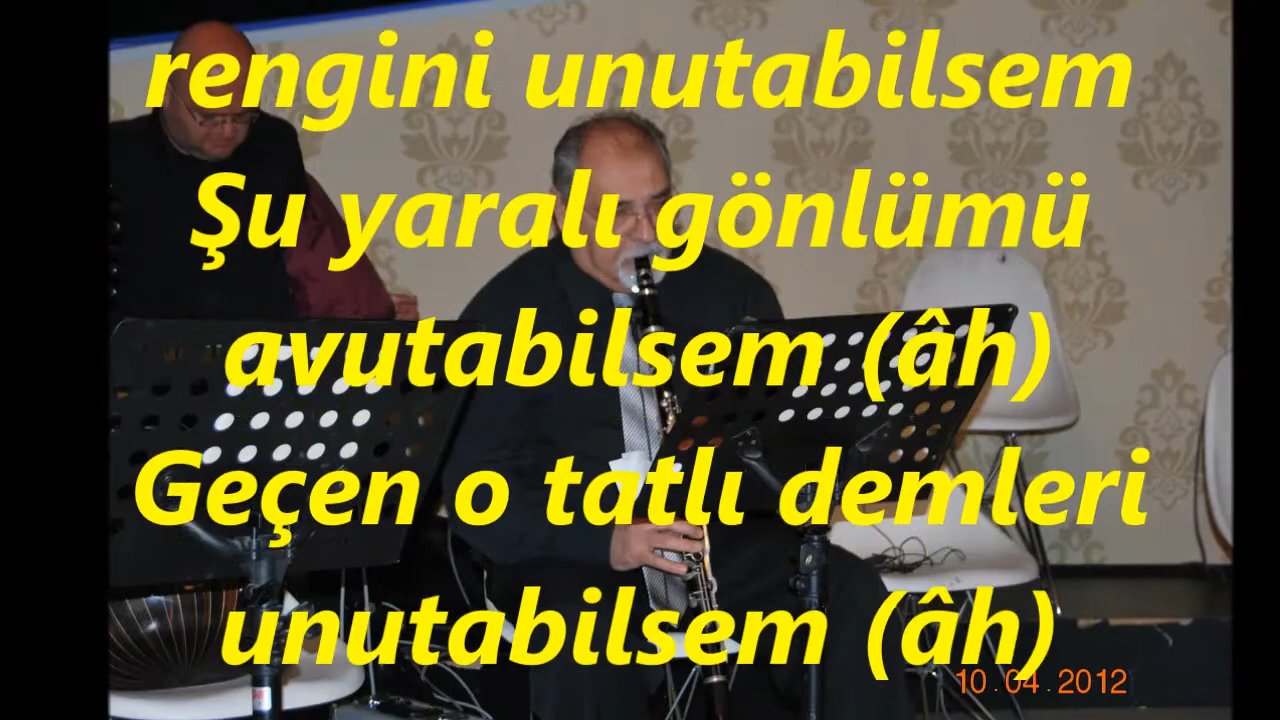 rengini unutabilsem
Şu yaralı gönlümü
avutabilsem (âh)
Geçen o tatlı demleri
unutabilsem (âh)
10.04.2012